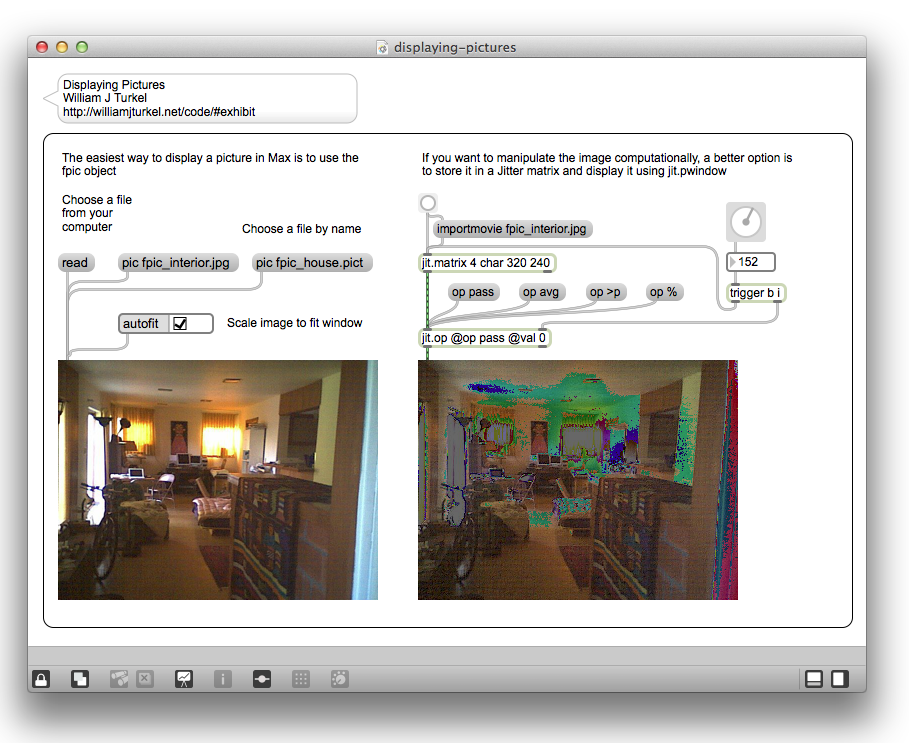 displaying-pictures
Displaying Pictures
William J Turkel
http://williamjturkel.net/code/#exhibit
The easiest way to display a picture in Max is to use the
fpic object
Choose a file
from your
computer
Choose a file by name
read
pic fpic_interior.jpg
pic fpic_house.pict
autofit
Scale image to fit window
If you want to manipulate the image computationally, a better option is
to store it in a Jitter matrix and display it using jit.pwindow
importmovie fpic_interior.jpg
jit.matrix 4 char 320 240
152
op pass
op avg
op >p
op %
trigger b i
jit.op @op pass @val 0